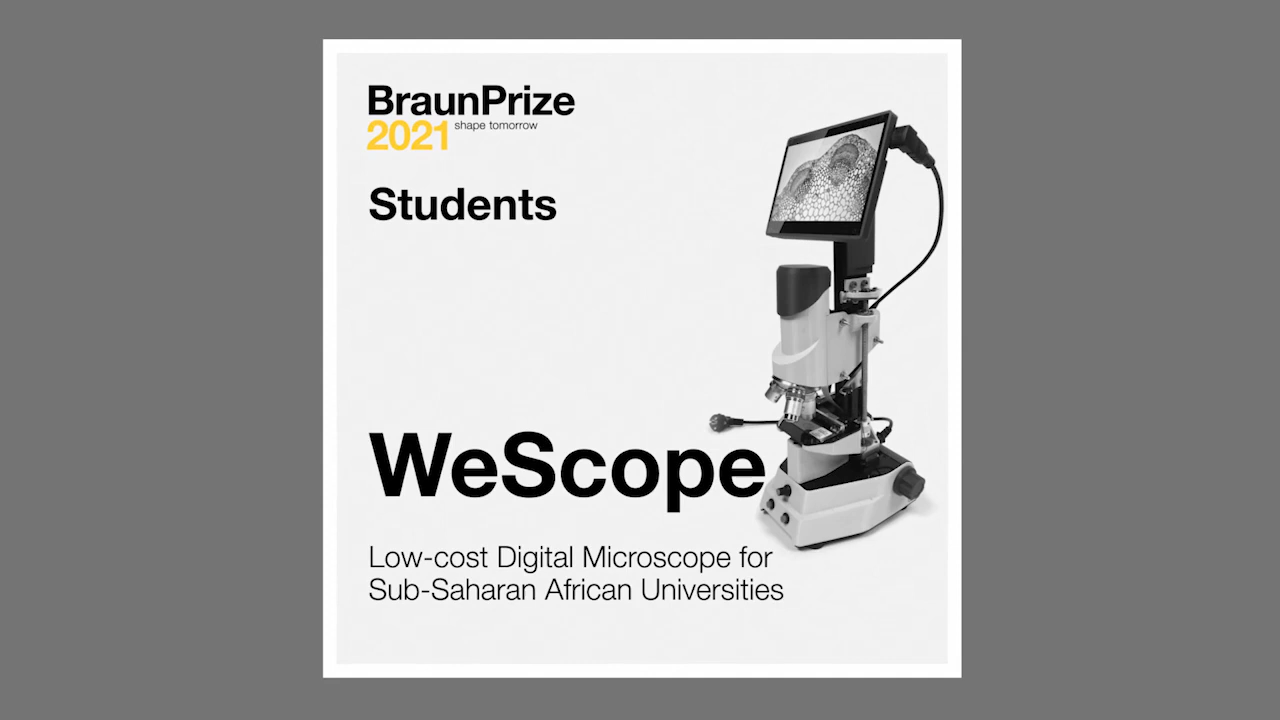 BraunPrize
2021 shape tomorrow
Students
WeScope
Low-cost Digital Microscope for
Sub-Saharan African Universities